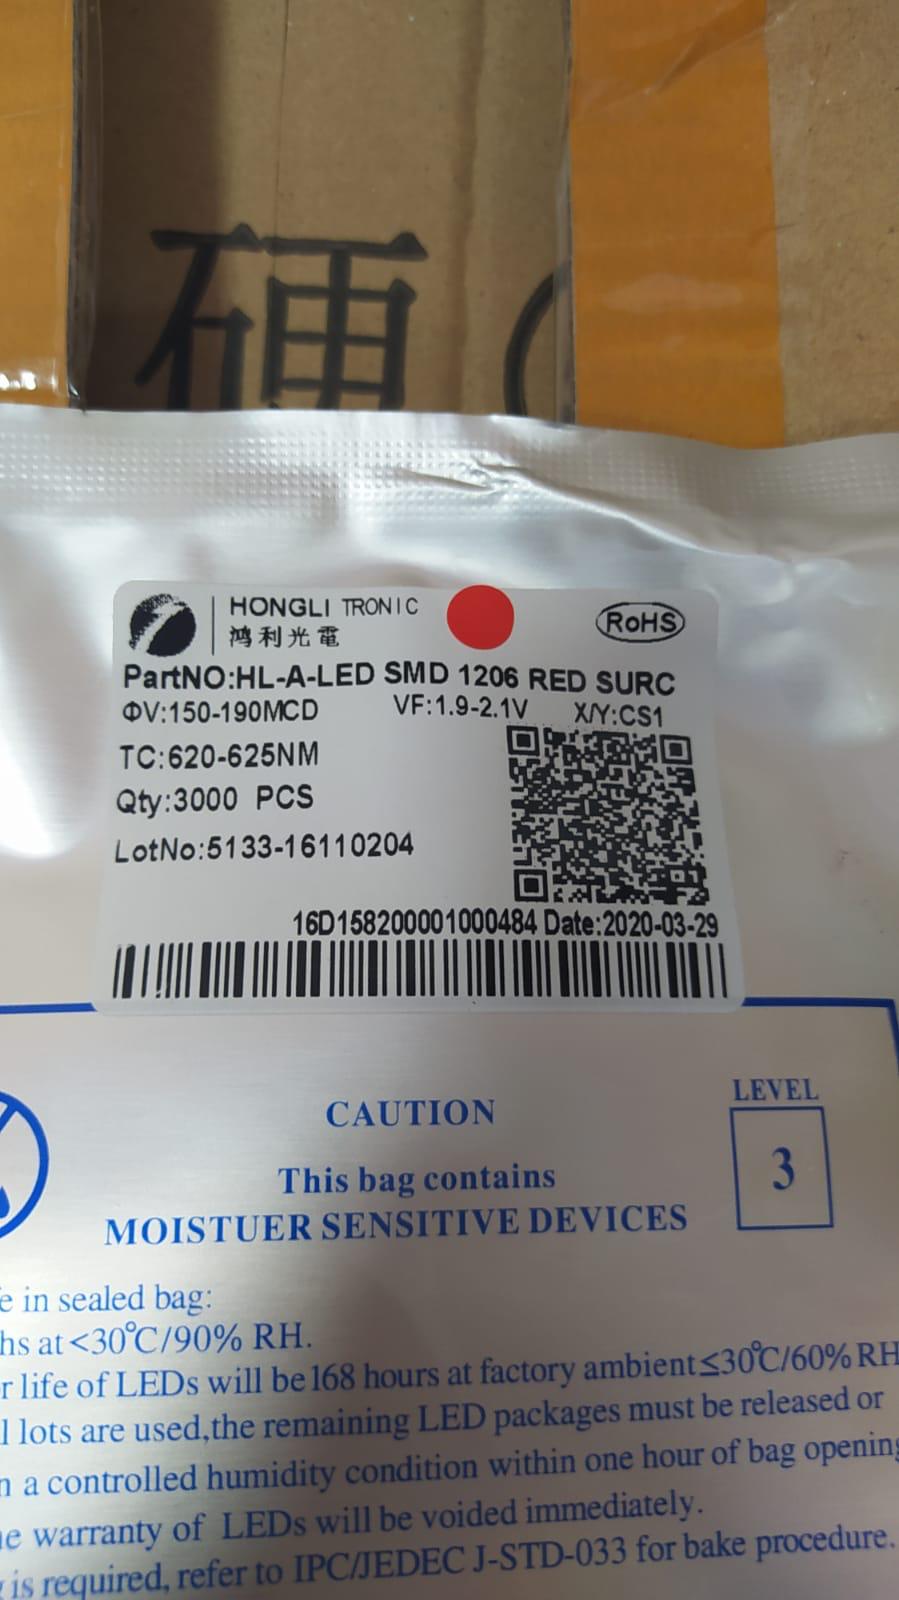 硬
HONGLI TRONIC
鸿利光電
RoHS
PartNO:HL-A-LED SMD 1206 RED SURC
ΦV:150-190MCD VF:1.9-2.1V X/Y:CS1
TC:620-625NM
Qty:3000 PCS
LotNo:5133-16110204
16D158200001000484 Date:2020-03-29
LEVEL
3
CAUTION
This bag contains
MOISTUER SENSITIVE DEVICES
in sealed bag:
at <30℃/90% RH.
life of LEDs will be 168 hours at factory ambient≤30℃/60% RH
lots are used,the remaining LED packages must be released or
a controlled humidity condition within one hour of bag opening
warranty of LEDs will be voided immediately.
is required, refer to IPC/JEDEC J-STD-033 for bake procedure.